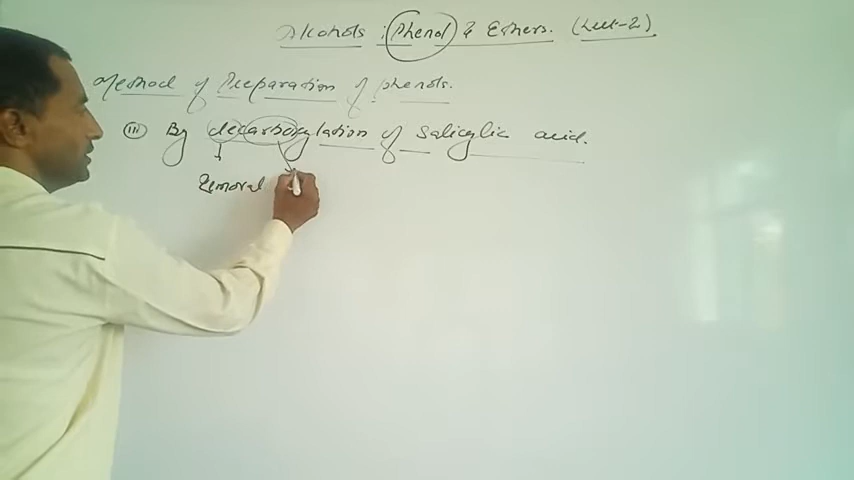 Alcohols : Phenol & Ethers. (Lect-2)
Method of Preparation of phenols.
(iii) By decarboxylation of Salicylic acid.
Removal